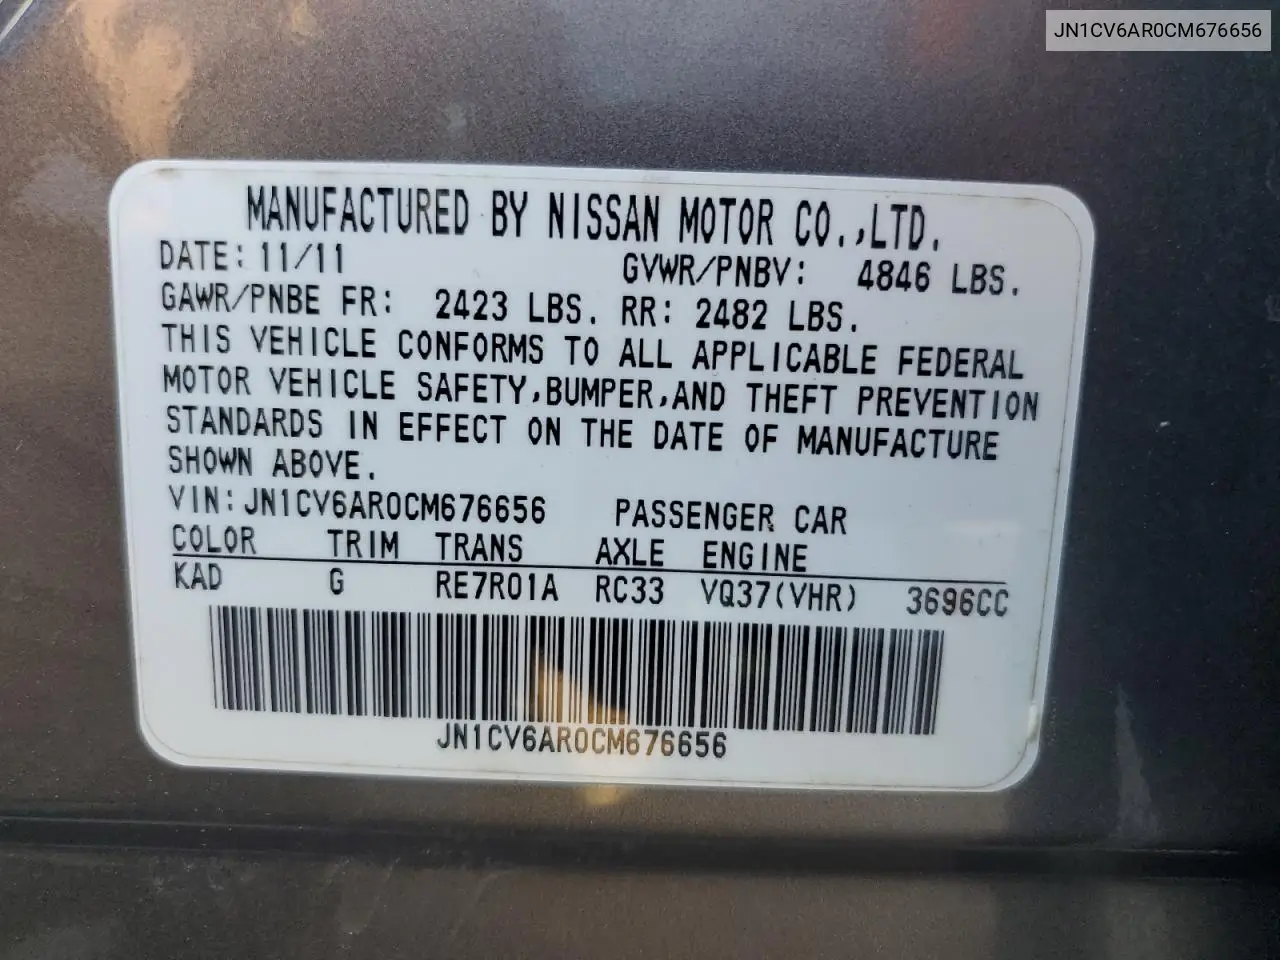 JN1CV6AR0CM676656
MANUFACTURED BY NISSAN MOTOR CO.,LTD.
DATE: 11/11 GVWR/PNBV: 4846 LBS.
GAWR/PNBE FR: 2423 LBS. RR: 2482 LBS.
THIS VEHICLE CONFORMS TO ALL APPLICABLE FEDERAL
MOTOR VEHICLE SAFETY,BUMPER,AND THEFT PREVENTION
STANDARDS IN EFFECT ON THE DATE OF MANUFACTURE
SHOWN ABOVE.
VIN:JN1CV6AR0CM676656 PASSENGER CAR
COLOR TRIM TRANS AXLE ENGINE
KAD G RE7R01A RC33 VQ37(VHR) 3696CC
JN1CV6AR0CM676656